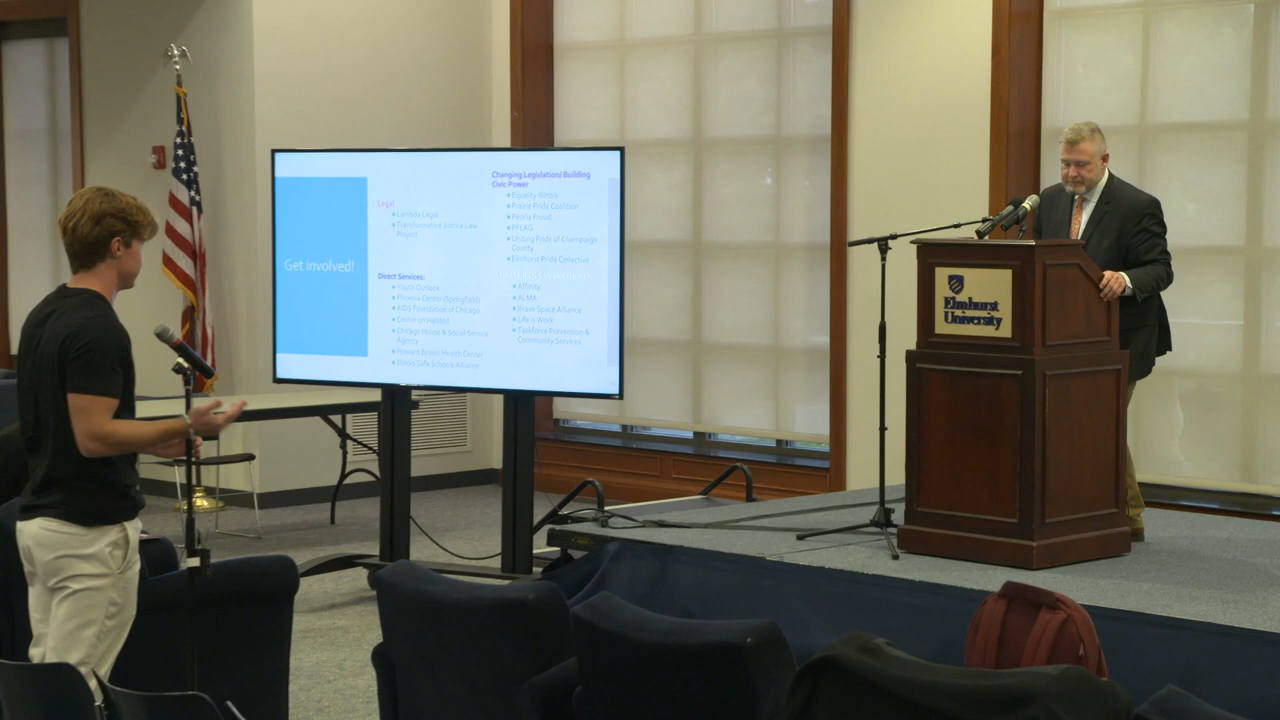 Get involved!
Legal
Lambda Legal
Transformative Justice Law
Project
Direct Services:
Youth Outlook
Phoenix Center (Springfield)
AIDS Foundation of Chicago
Center on Halsted
Chicago House & Social Service
Agency
Howard Brown Health Center
Illinois Safe Schools Alliance
Changing Legislation/ Building
Civic Power
Equality Illinois
Prairie Pride Coalition
Peoria Proud
PFLAG
Uniting Pride of Champaign
County
Elmhurst Pride Collective
Affinity
ALMA
Brave Space Alliance
Life is Work
Taskforce Prevention &
Community Services
Elmhurst
University